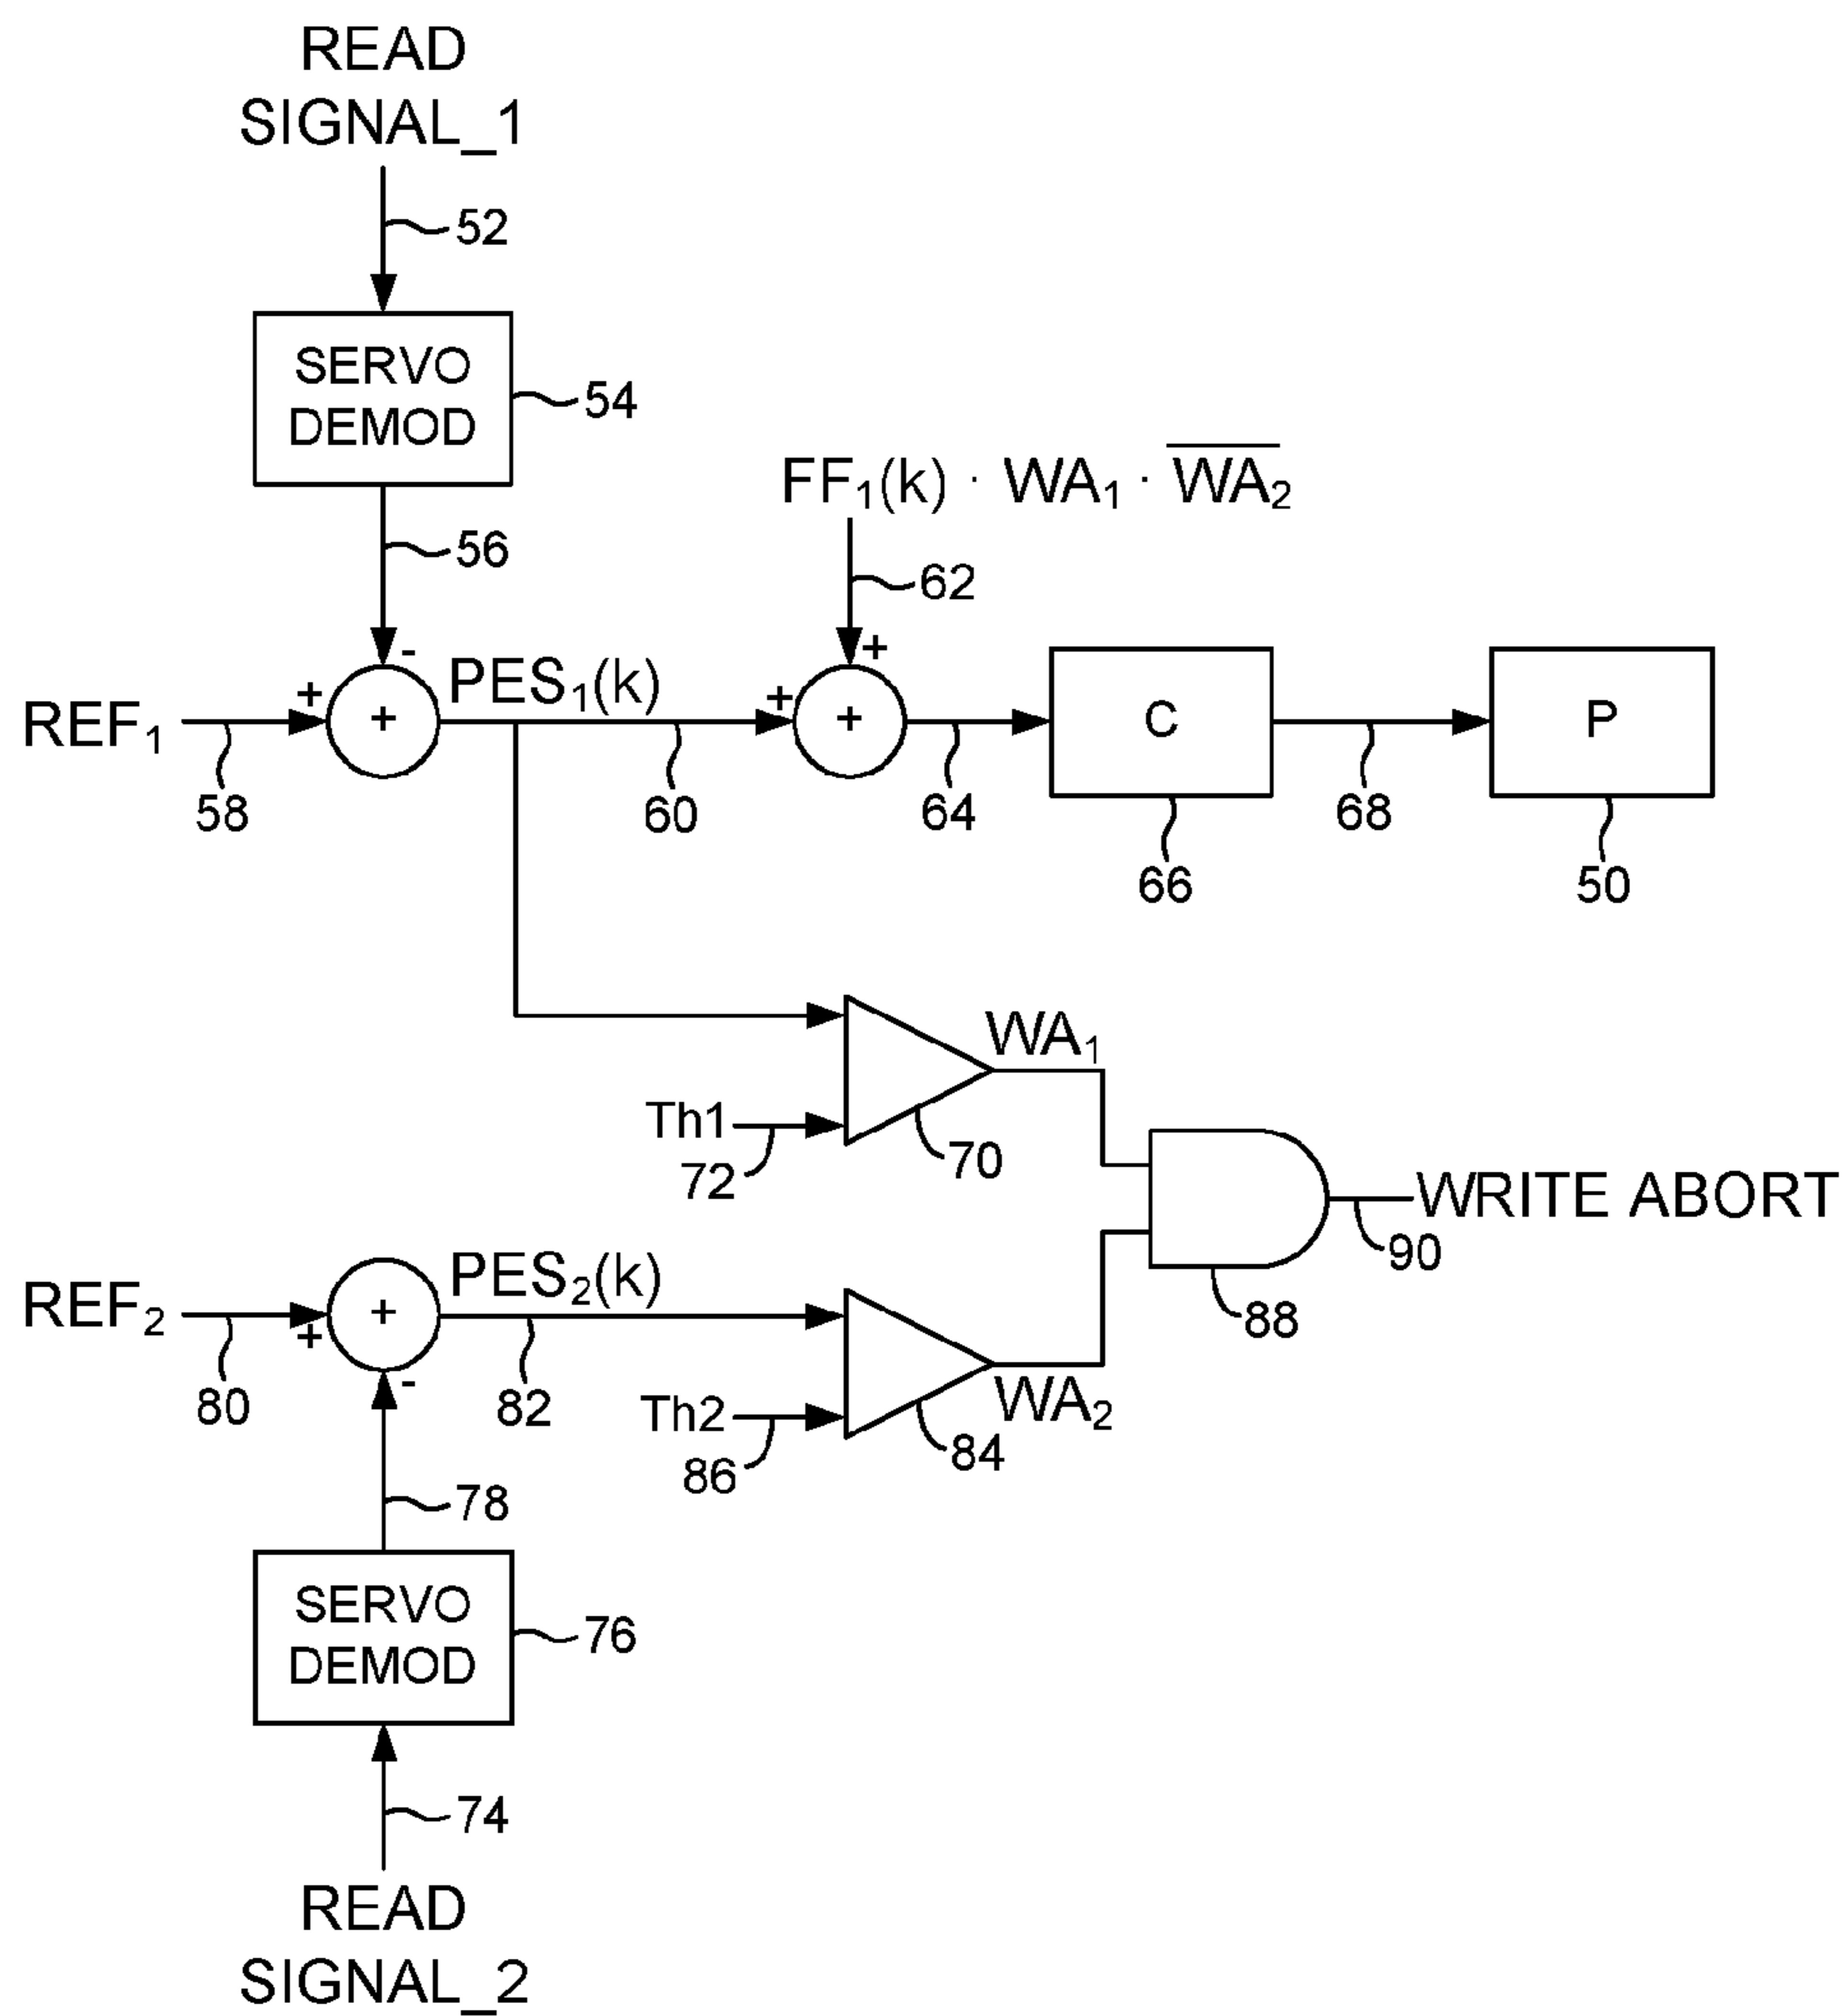 READ
SIGNAL_1
52
SERVO
DEMOD
54
56
FF₁(k) · WA₁ · W̅A̅₂̅
62
-
+
REF₁
+
+
PES₁(k)
+
+
C
P
58
60
64
66
68
50
WA₁
Th1
72
70
WRITE ABORT
90
88
REF₂
+
+
-
PES₂(k)
80
82
Th2
86
84
WA₂
78
SERVO
DEMOD
76
74
READ
SIGNAL_2